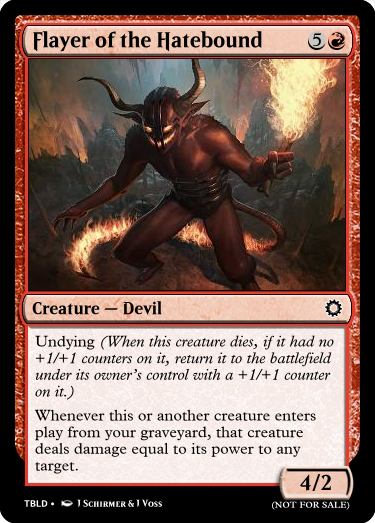 Flayer of the Hatebound 5
Creature — Devil
Undying (When this creature dies, if it had no
+1/+1 counters on it, return it to the battlefield
under its owner's control with a +1/+1 counter
on it.)
Whenever this or another creature enters
play from your graveyard, that creature
deals damage equal to its power to any
target.
4/2
TBLD • J Schirmer & J Voss
(NOT FOR SALE)